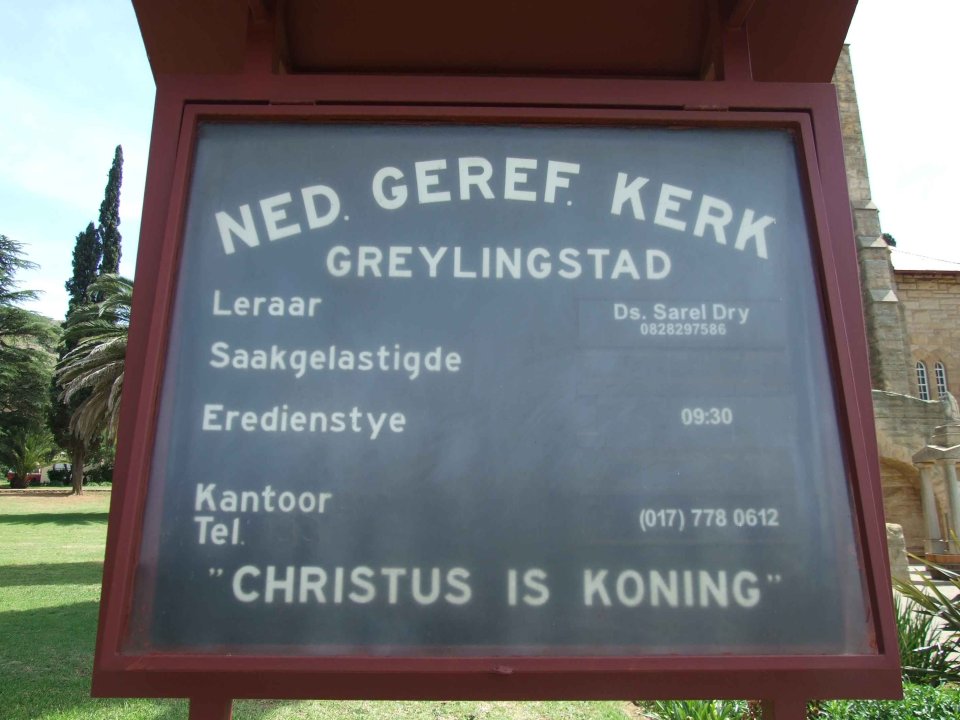 NED. GEREF. KERK
GREYLINGSTAD
Leraar Ds. Sarel Dry
0828297586
Saakgelastigde
Eredienstye 09:30
Kantoor
Tel. (017) 778 0612
"CHRISTUS IS KONING"